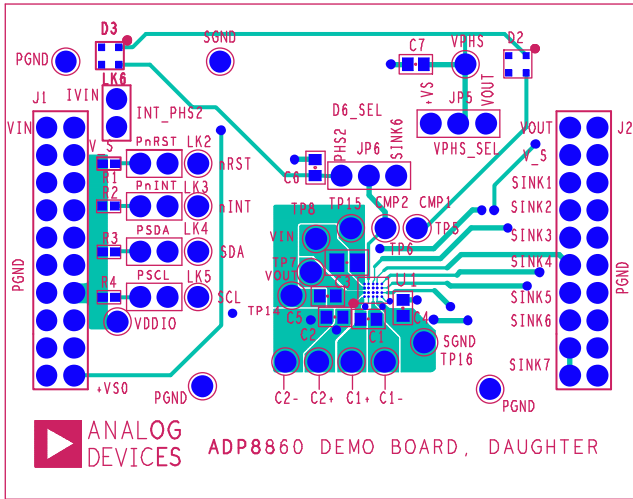 D3
PGND
SGND
C7
VPHS
D2
J1
IVIN
LK6
INT_PHS2
+VS
JP5
VOUT
D6_SEL
VPHS_SEL
VIN
V_S
PnRST
LK2
nRST
R1
PHS2
JP6
SINK6
C6
VOUT
J2
V_S
R2
PnINT
LK3
nINT
SINK1
SINK2
TP8
TP15
CMP2
CMP1
TP5
R3
PSDA
LK4
SDA
VIN
TP6
SINK3
PGND
TP7
VOUT
SINK4
PGND
R4
PSCL
LK5
SCL
TP14
C3
U1
SINK5
VDDIO
C5
C2
C1
C4
SINK6
SGND
TP16
SINK7
+VSO
PGND
C2-
C2+
C1+
C1-
PGND
ANALOG
DEVICES
ADP8860 DEMO BOARD, DAUGHTER